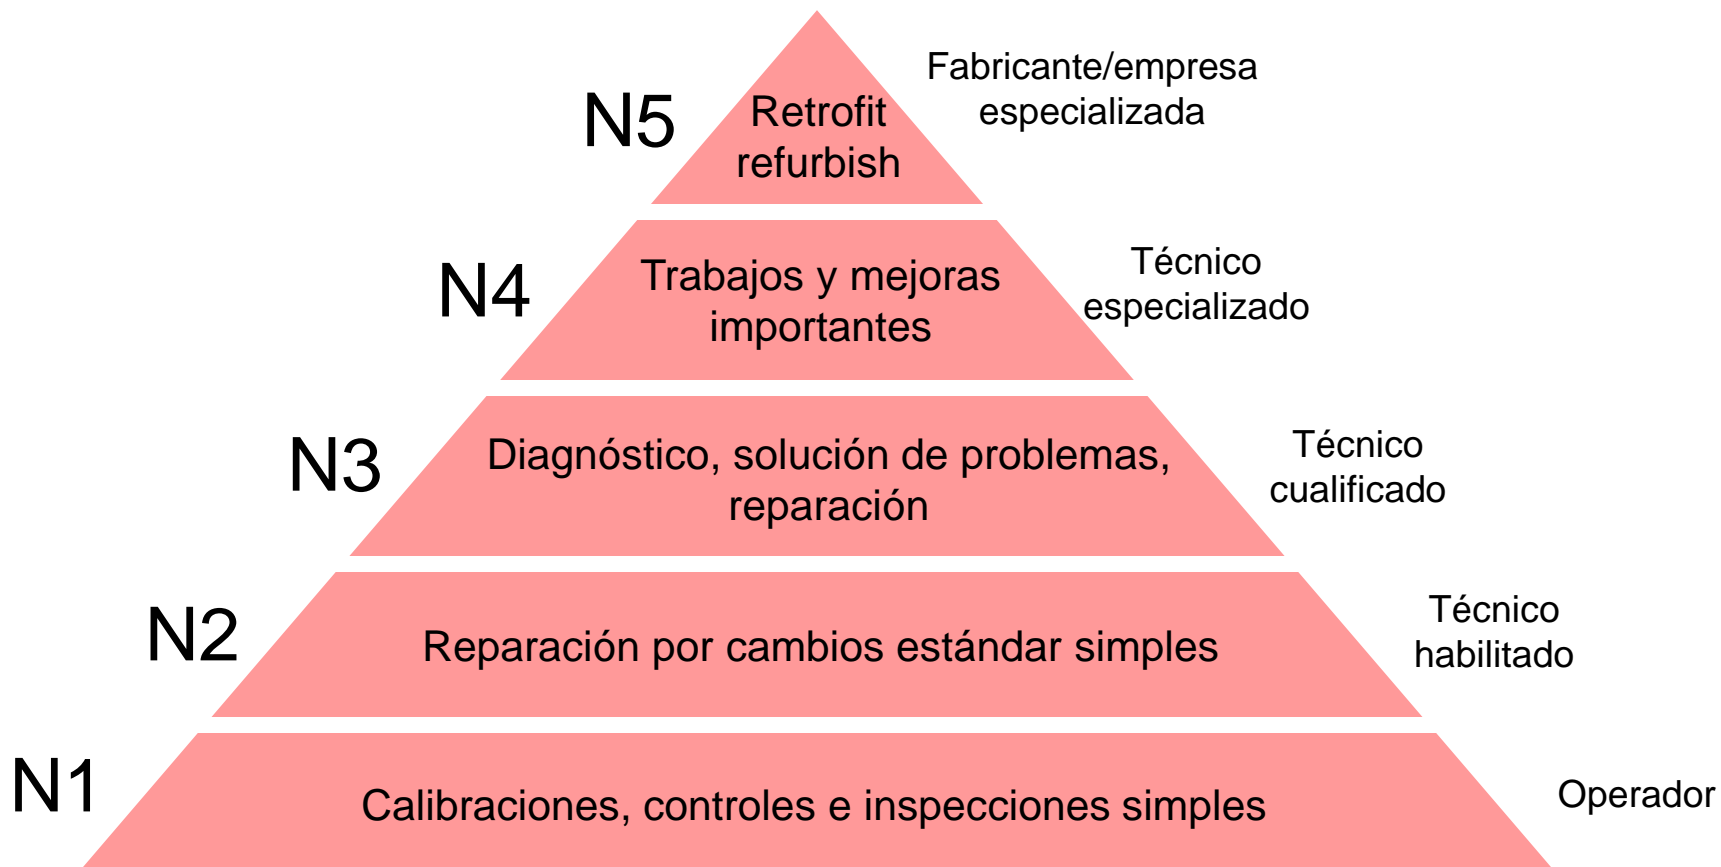 N5
Retrofit
refurbish
Fabricante/empresa
especializada
N4
Trabajos y mejoras
importantes
Técnico
especializado
N3
Diagnóstico, solución de problemas,
reparación
Técnico
cualificado
N2
Reparación por cambios estándar simples
Técnico
habilitado
N1
Calibraciones, controles e inspecciones simples
Operador